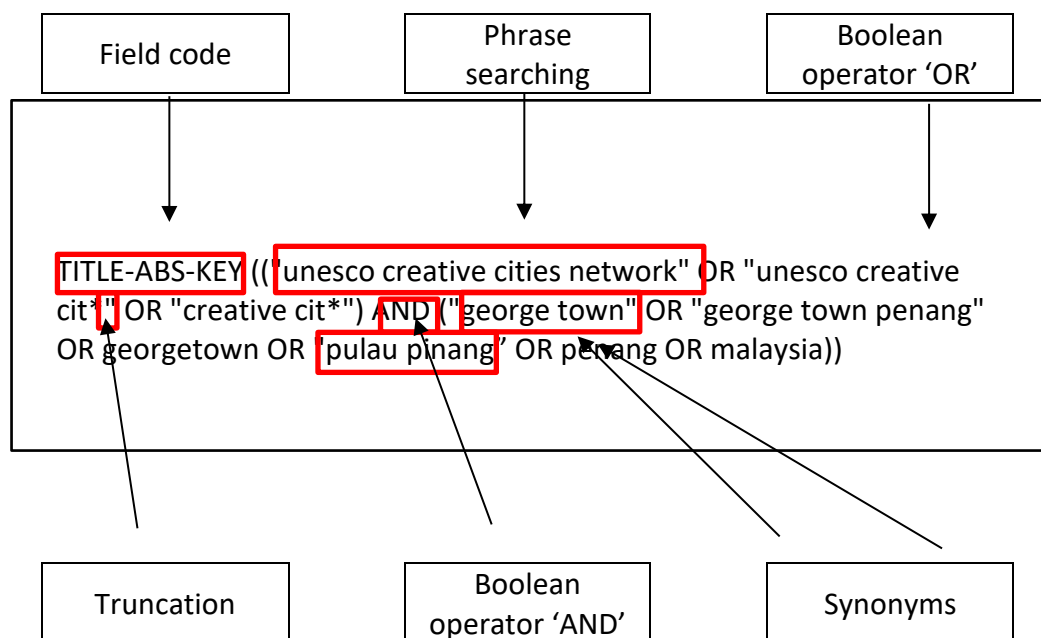 Field code
Phrase
searching
Boolean
operator ‘OR’
TITLE-ABS-KEY (("unesco creative cities network" OR "unesco creative
cit*" OR "creative cit*") AND ("george town" OR "george town penang"
OR georgetown OR "pulau pinang” OR penang OR malaysia))
Truncation
Boolean
operator ‘AND’
Synonyms